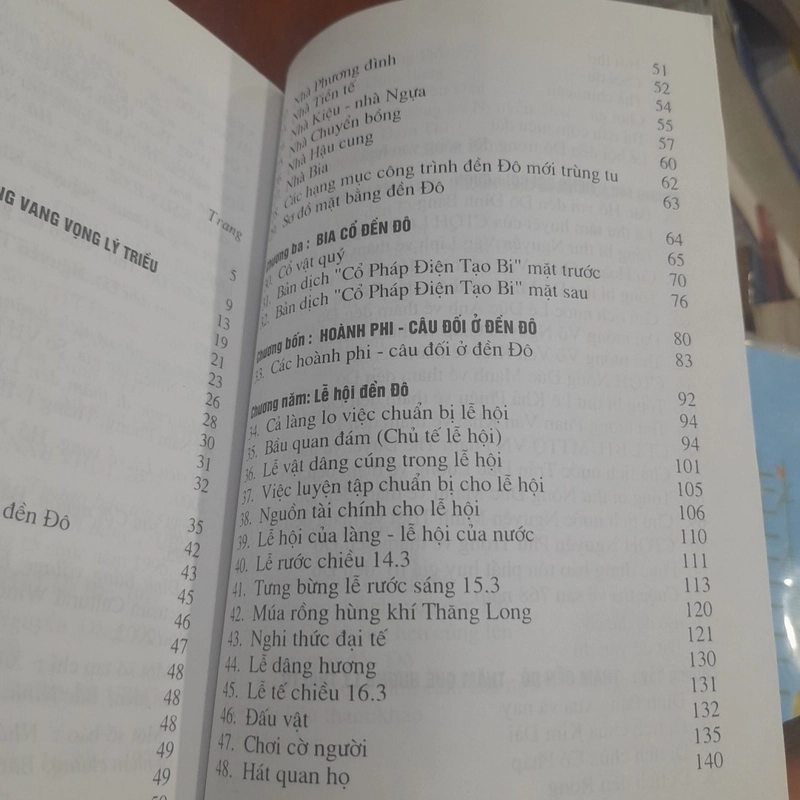 Trang
NG VANG VỌNG LÝ TRIỀU
5
9
13
19
21
23
26
28
30
31
32
đền Đô 35
42
43
45
46
47
48
48
48
49
49
Nhà Phương đình 51
Nhà Tiền tế 52
Nhà Kiệu - nhà Ngựa 54
Nhà Chuyển bồng 55
Nhà Hậu cung 57
Nhà Bia 60
Các hạng mục công trình đền Đô mới trùng tu 62
Sơ đồ mặt bằng đền Đô 63
Chương ba : BIA CỔ ĐỀN ĐÔ 64
Cổ vật quý 65
31. Bản dịch "Cổ Pháp Điện Tạo Bi" mặt trước 70
32. Bản dịch "Cổ Pháp Điện Tạo Bi" mặt sau 76
Chương bốn : HOÀNH PHI - CÂU ĐỐI Ở ĐỀN ĐÔ 80
33. Các hoành phi - câu đối ở đền Đô 83
Chương năm: LỄ HỘI ĐỀN ĐÔ 92
34. Cả làng lo việc chuẩn bị lễ hội 94
35. Bầu quan đám (Chủ tế lễ hội) 94
36. Lễ vật dâng cúng trong lễ hội 101
37. Việc luyện tập chuẩn bị cho lễ hội 105
38. Nguồn tài chính cho lễ hội 106
39. Lễ hội của làng - lễ hội của nước 110
40. Lễ rước chiều 14.3 111
41. Tưng bừng lễ rước sáng 15.3 113
42. Múa rồng hùng khí Thăng Long 120
43. Nghi thức đại tế 121
44. Lễ dâng hương 130
45. Lễ tế chiều 16.3 131
46. Đấu vật 132
47. Chơi cờ người 135
48. Hát quan họ 140